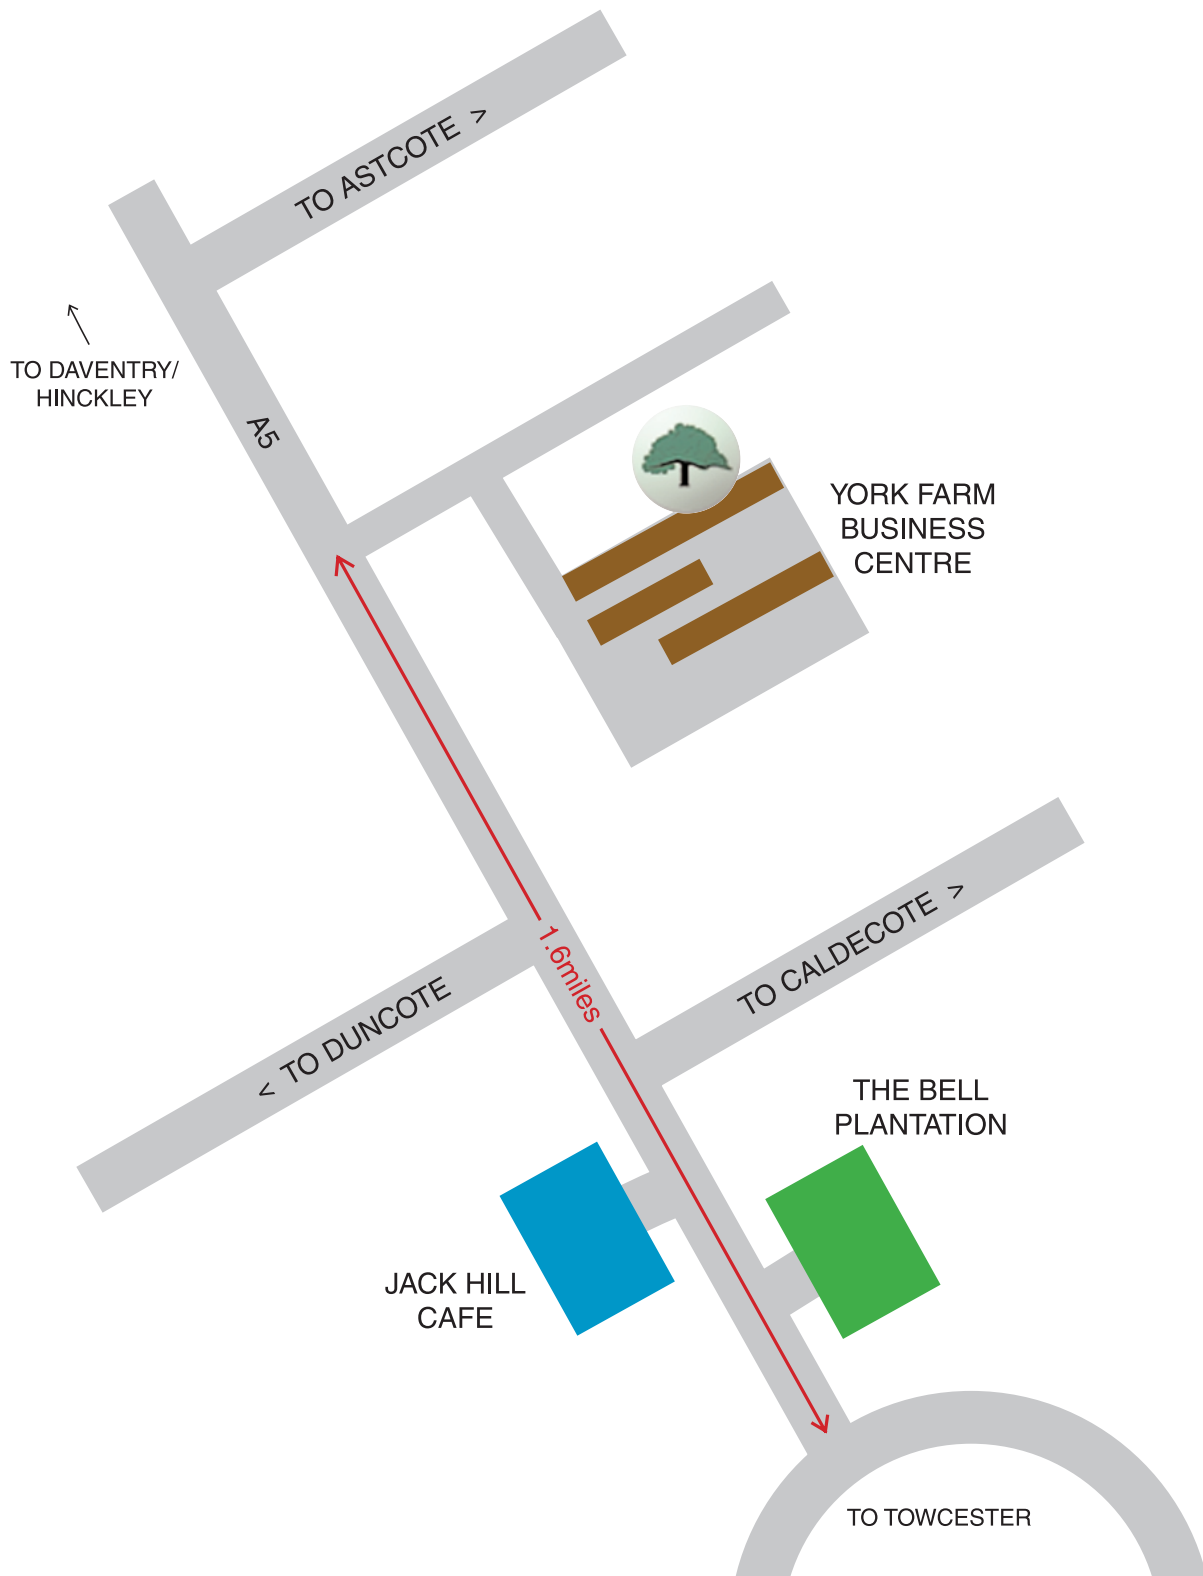 TO ASTCOTE >
TO DAVENTRY/
HINCKLEY
A5
YORK FARM
BUSINESS
CENTRE
1.6miles
TO CALDECOTE >
< TO DUNCOTE
THE BELL
PLANTATION
JACK HILL
CAFE
TO TOWCESTER